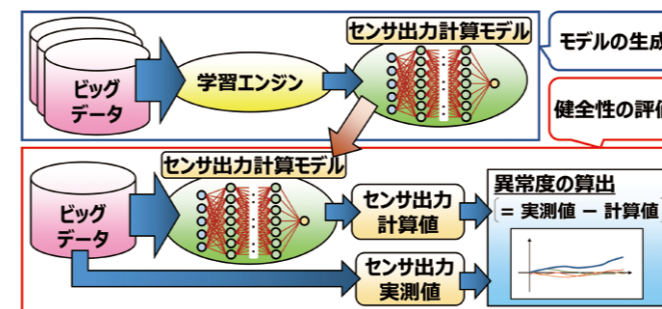 センサ出力計算モデル
モデルの生成
ビッグ
データ
学習エンジン
健全性の評価
センサ出力計算モデル
ビッグ
データ
センサ出力
計算値
異常度の算出
[= 実測値 − 計算値]
センサ出力
実測値